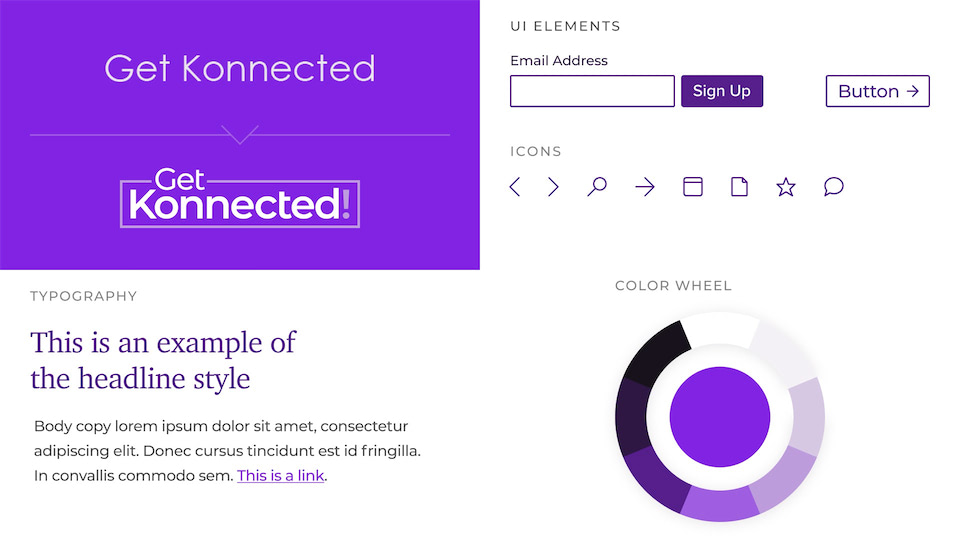 Get Konnected
Get
Konnected!
UI ELEMENTS
Email Address
Sign Up
Button
ICONS
TYPOGRAPHY
This is an example of
the headline style
Body copy lorem ipsum dolor sit amet, consectetur
adipiscing elit. Donec cursus tincidunt est id fringilla.
In convallis commodo sem. This is a link.
COLOR WHEEL